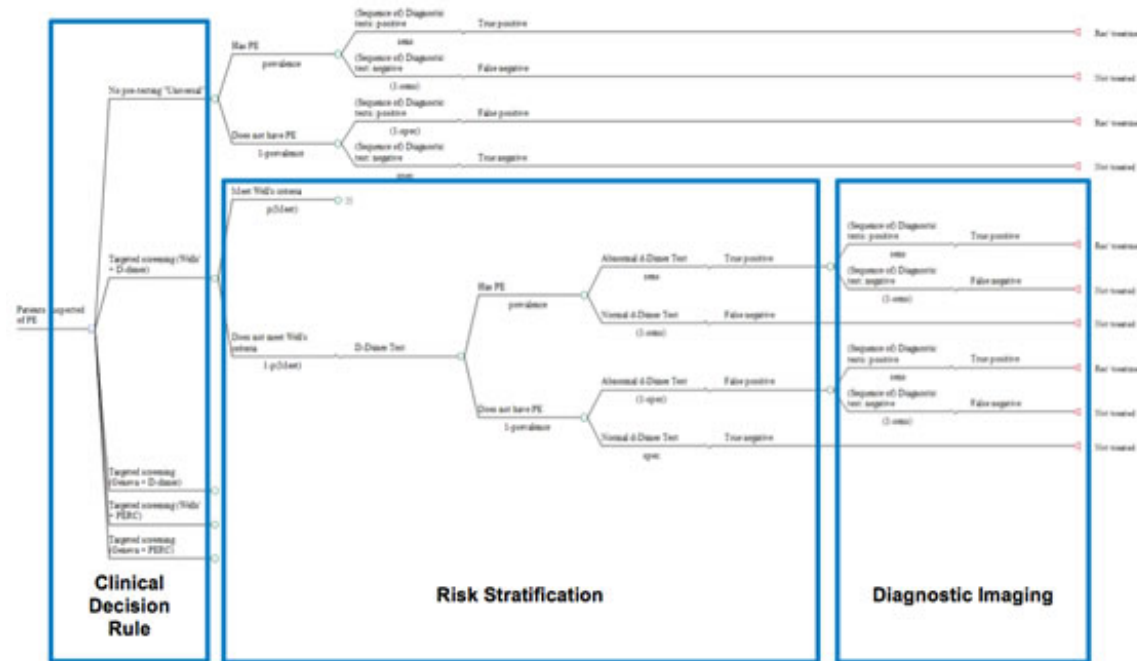 (Sequence of) Diagnostic
tests: positive
True positive
sens
Rec' treatme
Has PE
prevalence
(Sequence of) Diagnostic
test: negative
False negative
(1-sens)
Not treated
No pre-testing "Universal"
(Sequence of) Diagnostic
tests: positive
False positive
(1-spec)
Rec' treatme
Does not have PE
1-prevalence
(Sequence of) Diagnostic
test: negative
True negative
spec
Not treated
Meet Well's criteria
p(Meet)
Targeted screening (Wells'
+ D-dimer)
Patients suspected
of PE
Does not meet Well's
criteria
1-p(Meet)
D-Dimer Test
Has PE
prevalence
Abnormal d-Dimer Test
True positive
sens
(Sequence of) Diagnostic
tests: positive
True positive
sens
Rec' treatme
(Sequence of) Diagnostic
test: negative
False negative
(1-sens)
Not treated
Normal d-Dimer Test
False negative
(1-sens)
Not treated
Does not have PE
1-prevalence
Abnormal d-Dimer Test
False positive
(1-spec)
(Sequence of) Diagnostic
tests: positive
True positive
sens
Rec' treatme
(Sequence of) Diagnostic
test: negative
False negative
(1-sens)
Not treated
Normal d-Dimer Test
True negative
spec
Not treated
Targeted screening
(Geneva + D-dimer)
Targeted screening (Wells'
+ PERC)
Targeted screening
(Geneva + PERC)
Clinical
Decision
Rule
Risk Stratification
Diagnostic Imaging